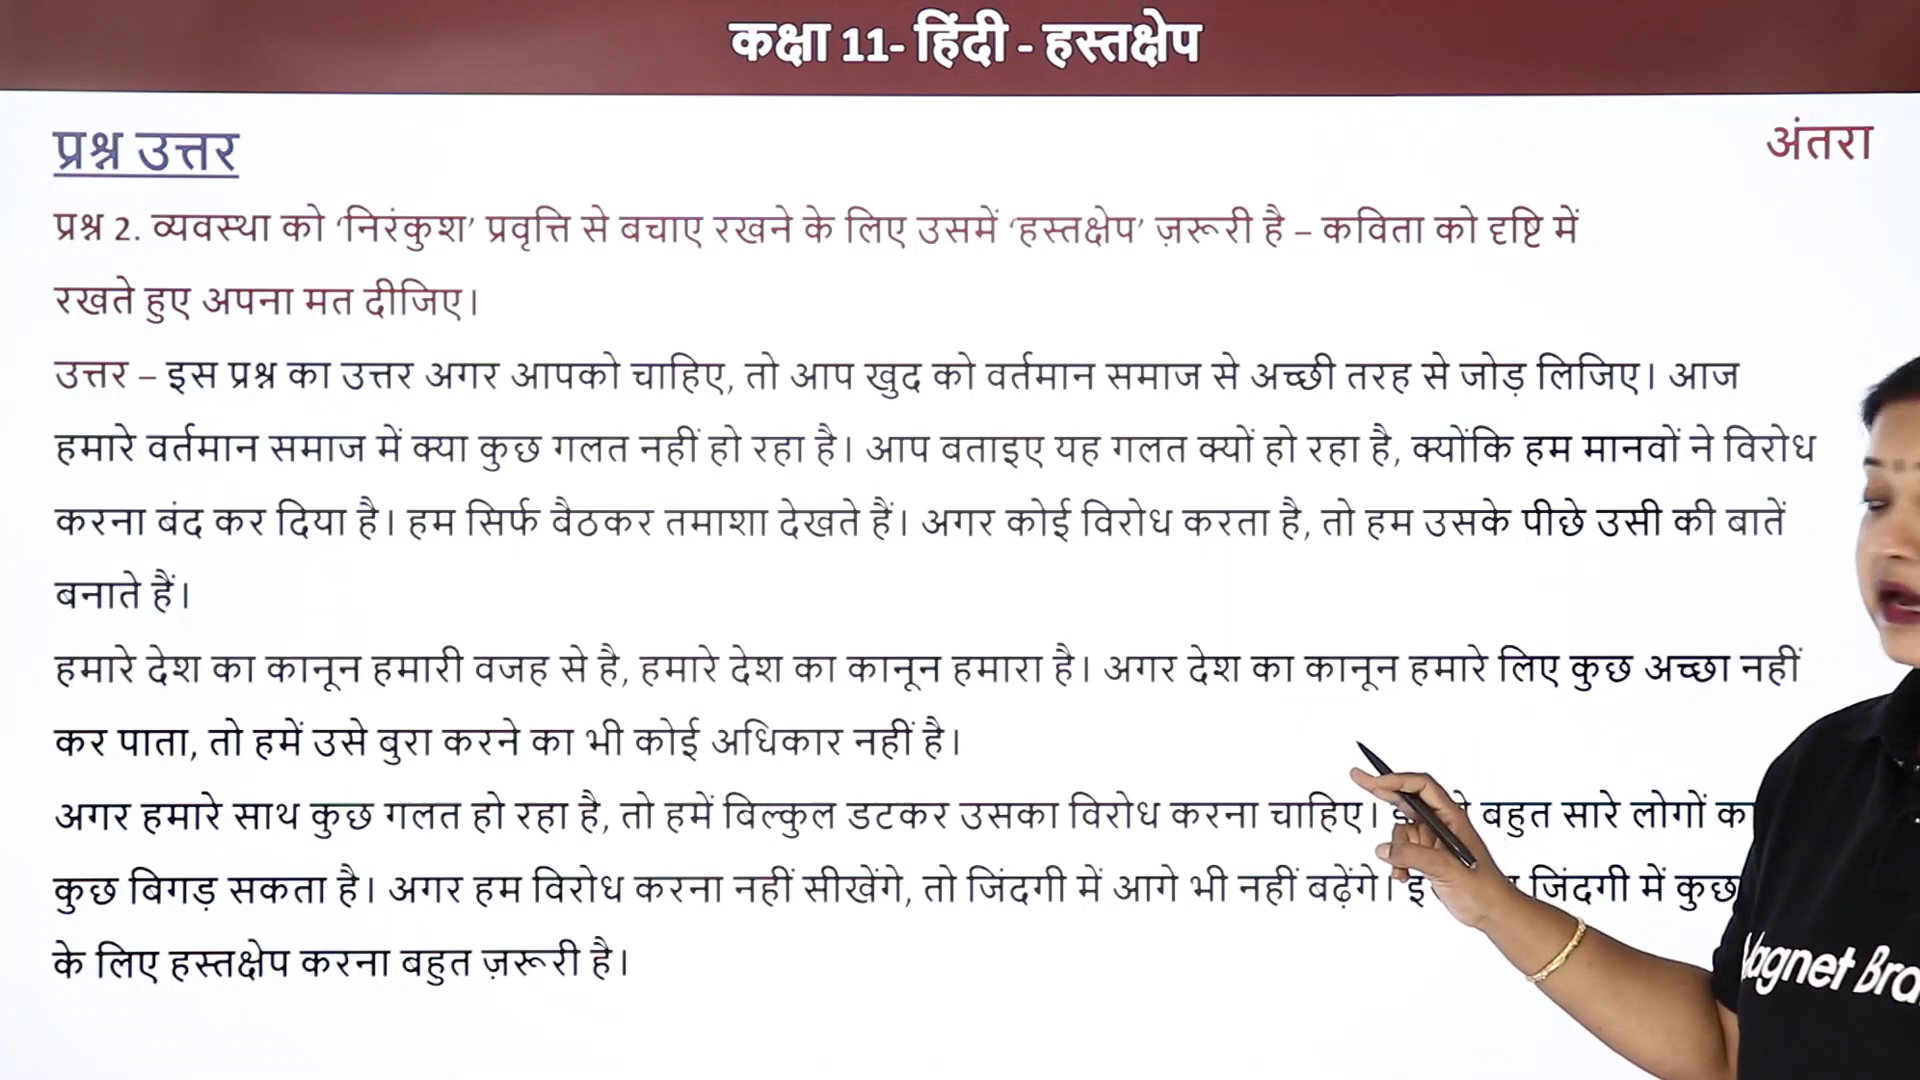 कक्षा 11- हिंदी - हस्तक्षेप
प्रश्न उत्तर
अंतरा
प्रश्न 2. व्यवस्था को ‘निरंकुश’ प्रवृत्ति से बचाए रखने के लिए उसमें ‘हस्तक्षेप’ ज़रूरी है – कविता को दृष्टि में
रखते हुए अपना मत दीजिए।
उत्तर – इस प्रश्न का उत्तर अगर आपको चाहिए, तो आप खुद को वर्तमान समाज से अच्छी तरह से जोड़ लिजिए। आज
हमारे वर्तमान समाज में क्या कुछ गलत नहीं हो रहा है। आप बताइए यह गलत क्यों हो रहा है, क्योंकि हम मानवों ने विरोध
करना बंद कर दिया है। हम सिर्फ बैठकर तमाशा देखते हैं। अगर कोई विरोध करता है, तो हम उसके पीछे उसी की बातें
बनाते हैं।
हमारे देश का कानून हमारी वजह से है, हमारे देश का कानून हमारा है। अगर देश का कानून हमारे लिए कुछ अच्छा नहीं
कर पाता, तो हमें उसे बुरा करने का भी कोई अधिकार नहीं है।
अगर हमारे साथ कुछ गलत हो रहा है, तो हमें बिल्कुल डटकर उसका विरोध करना चाहिए। बहुत सारे लोगों
कुछ बिगड़ सकता है। अगर हम विरोध करना नहीं सीखेंगे, तो जिंदगी में आगे भी नहीं बढ़ेंगे। जिंदगी में कुछ
के लिए हस्तक्षेप करना बहुत ज़रूरी है।